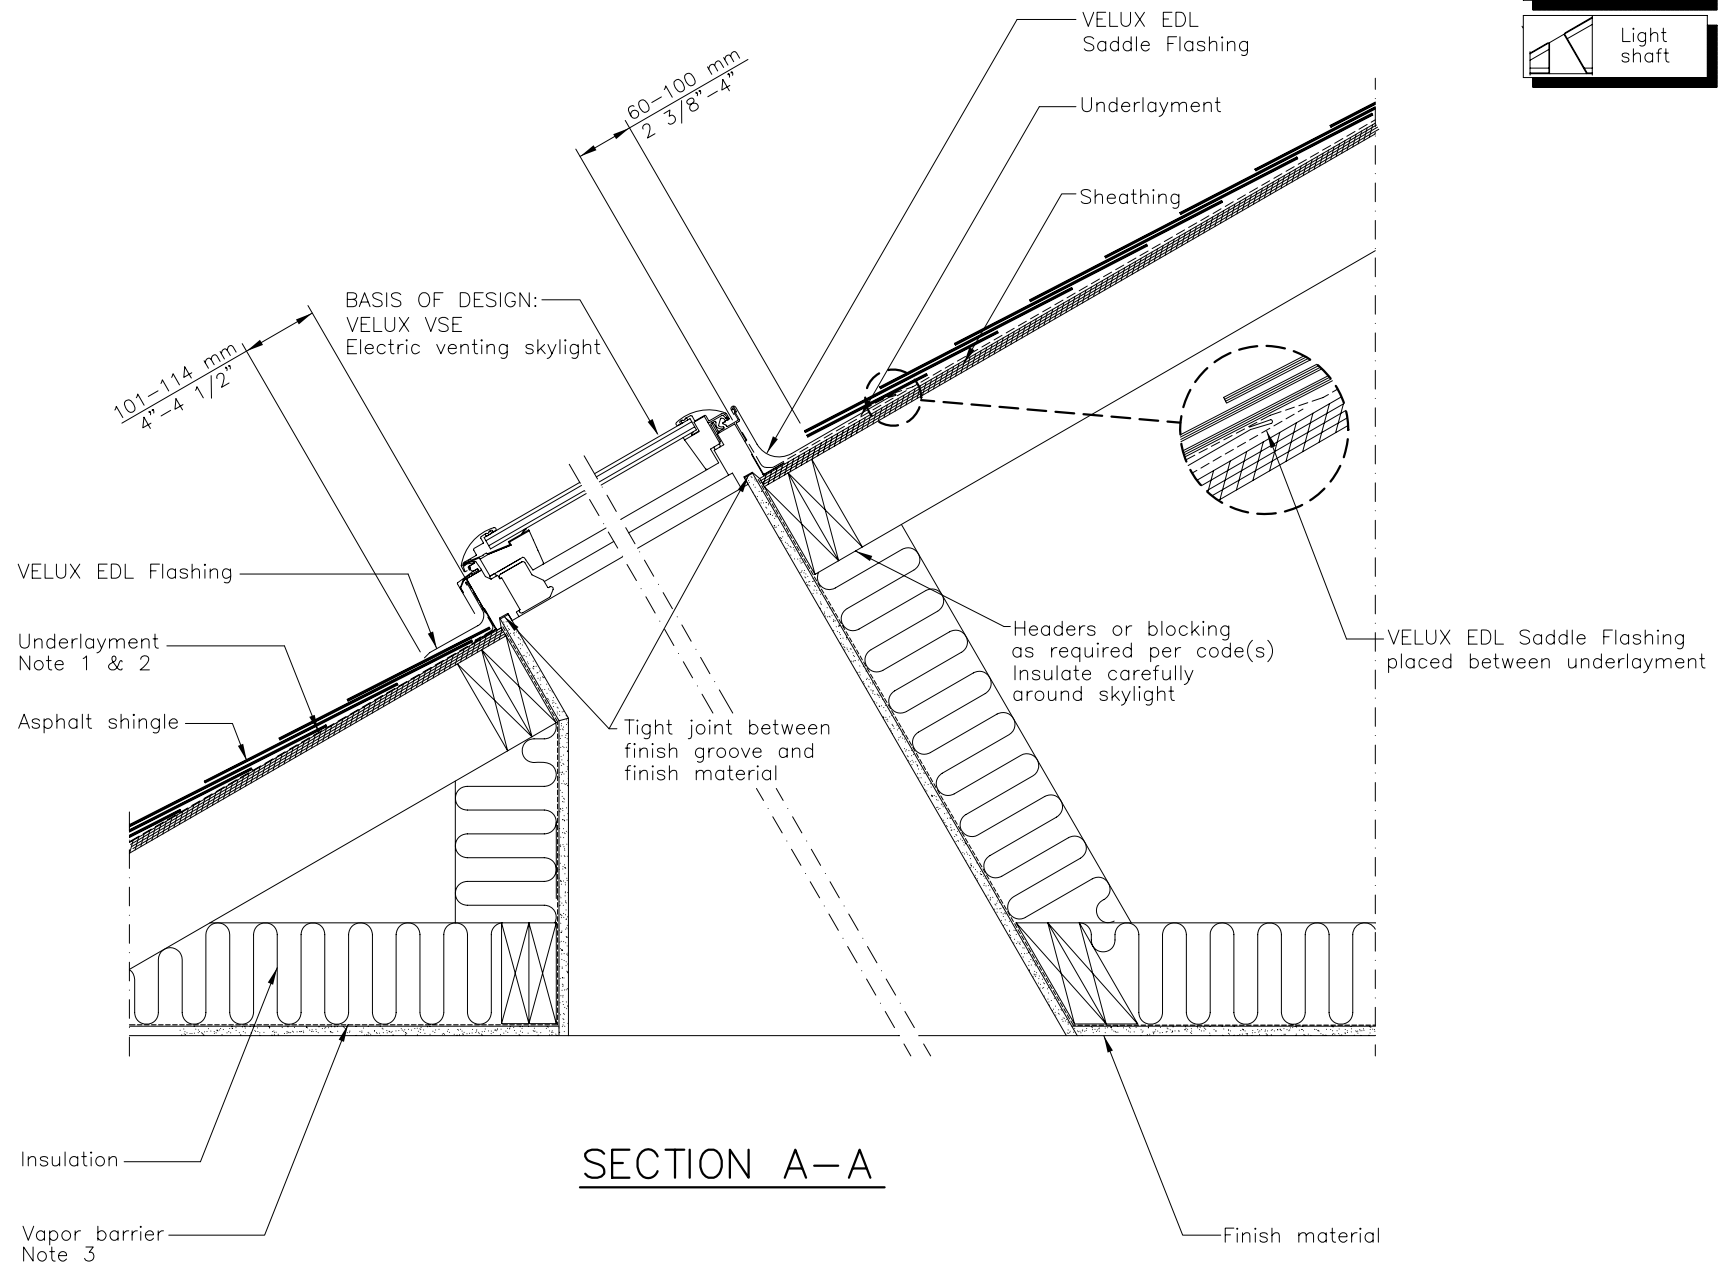 VELUX EDL
Saddle Flashing
Light
shaft
60-100 mm
2 3/8"-4"
Underlayment
Sheathing
BASIS OF DESIGN:
VELUX VSE
Electric venting skylight
101-114 mm
4"-4 1/2"
VELUX EDL Flashing
Underlayment
Note 1 & 2
Asphalt shingle
Headers or blocking
as required per code(s)
Insulate carefully
around skylight
VELUX EDL Saddle Flashing
placed between underlayment
Tight joint between
finish groove and
finish material
Insulation
SECTION A-A
Vapor barrier
Note 3
Finish material